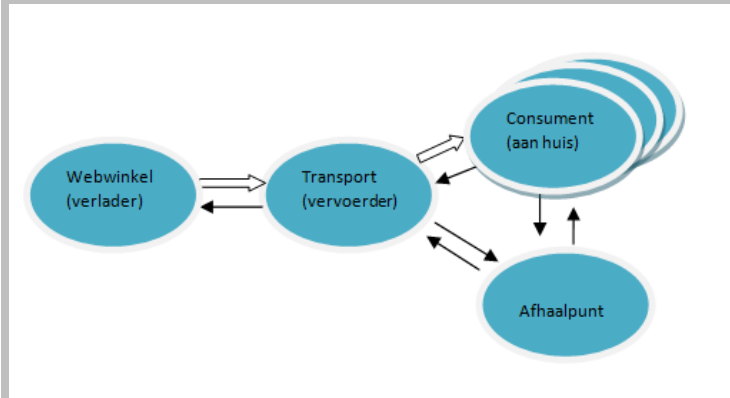 Webwinkel
(verlader)
Transport
(vervoerder)
Consument
(aan huis)
Afhaalpunt